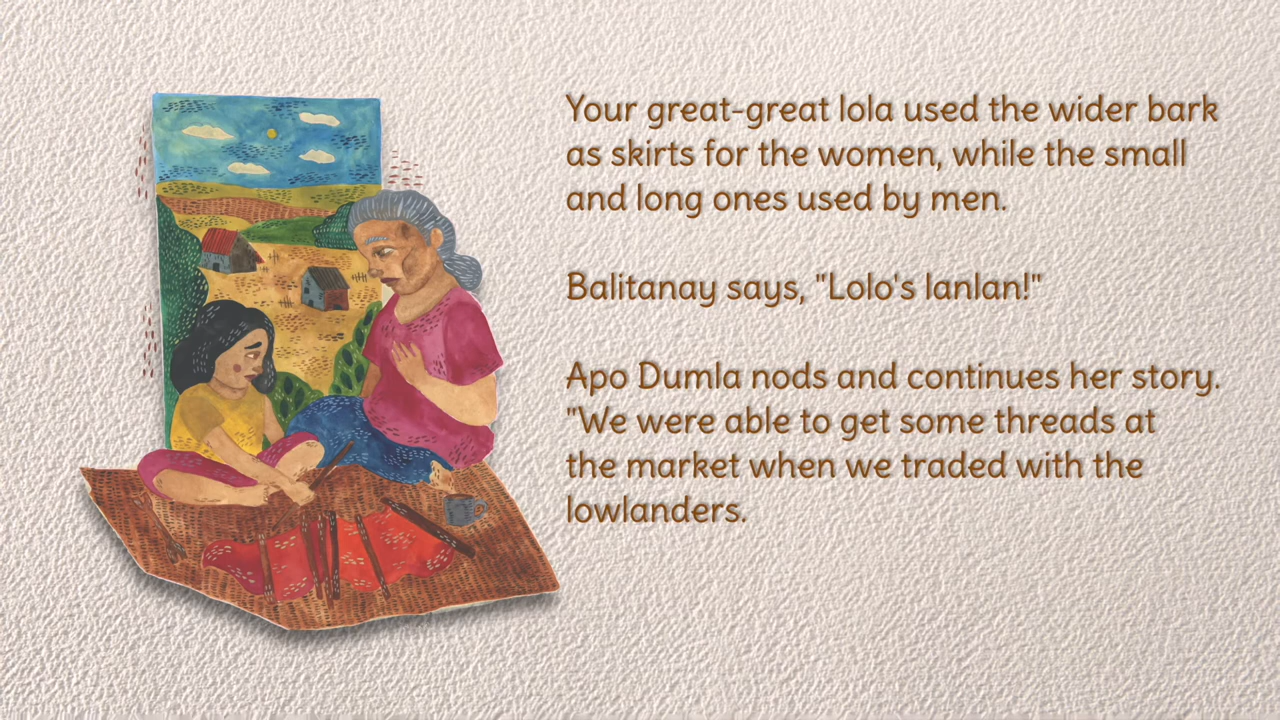 Your great-great lola used the wider bark
as skirts for the women, while the small
and long ones used by men.
Balitanay says, "Lolo's lanlan!"
Apo Dumla nods and continues her story.
"We were able to get some threads at
the market when we traded with the
lowlanders.